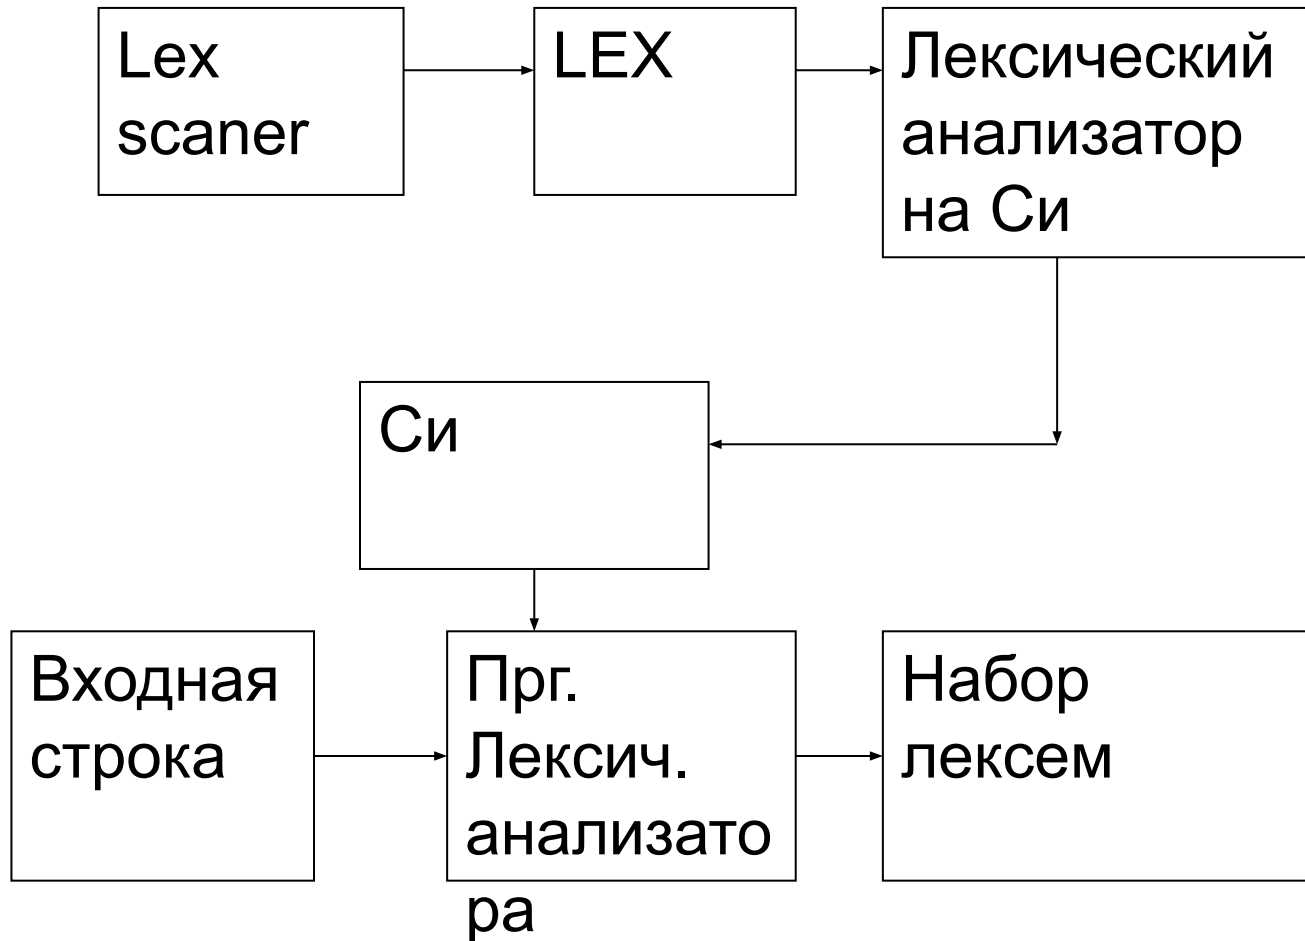 Lex
scaner
LEX
Лексический
анализатор
на Си
Си
Входная
строка
Прг.
Лексич.
анализато
ра
Набор
лексем